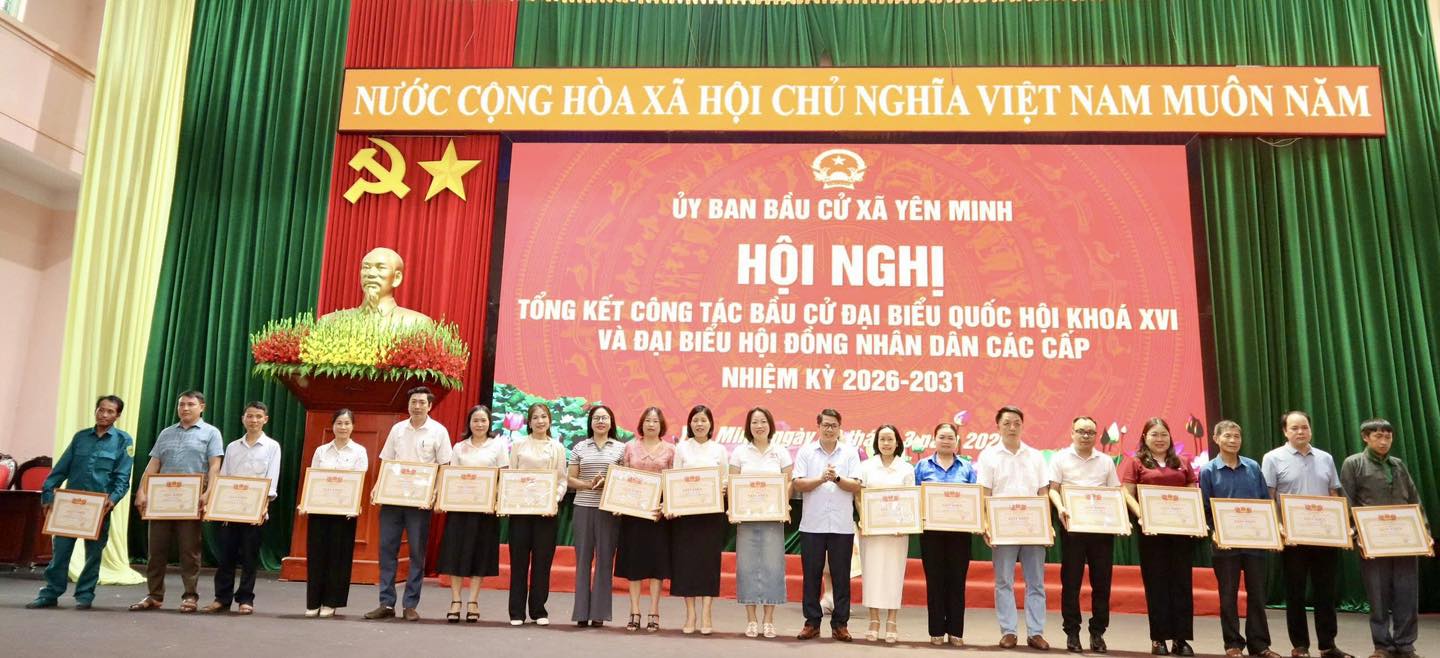 NƯỚC CỘNG HÒA XÃ HỘI CHỦ NGHĨA VIỆT NAM MUÔN NĂM
ỦY BAN BẦU CỬ XÃ YÊN MINH
HỘI NGHỊ
TỔNG KẾT CÔNG TÁC BẦU CỬ ĐẠI BIỂU QUỐC HỘI KHOÁ XVI
VÀ ĐẠI BIỂU HỘI ĐỒNG NHÂN DÂN CÁC CẤP
NHIỆM KỲ 2026-2031
Minh, ngày